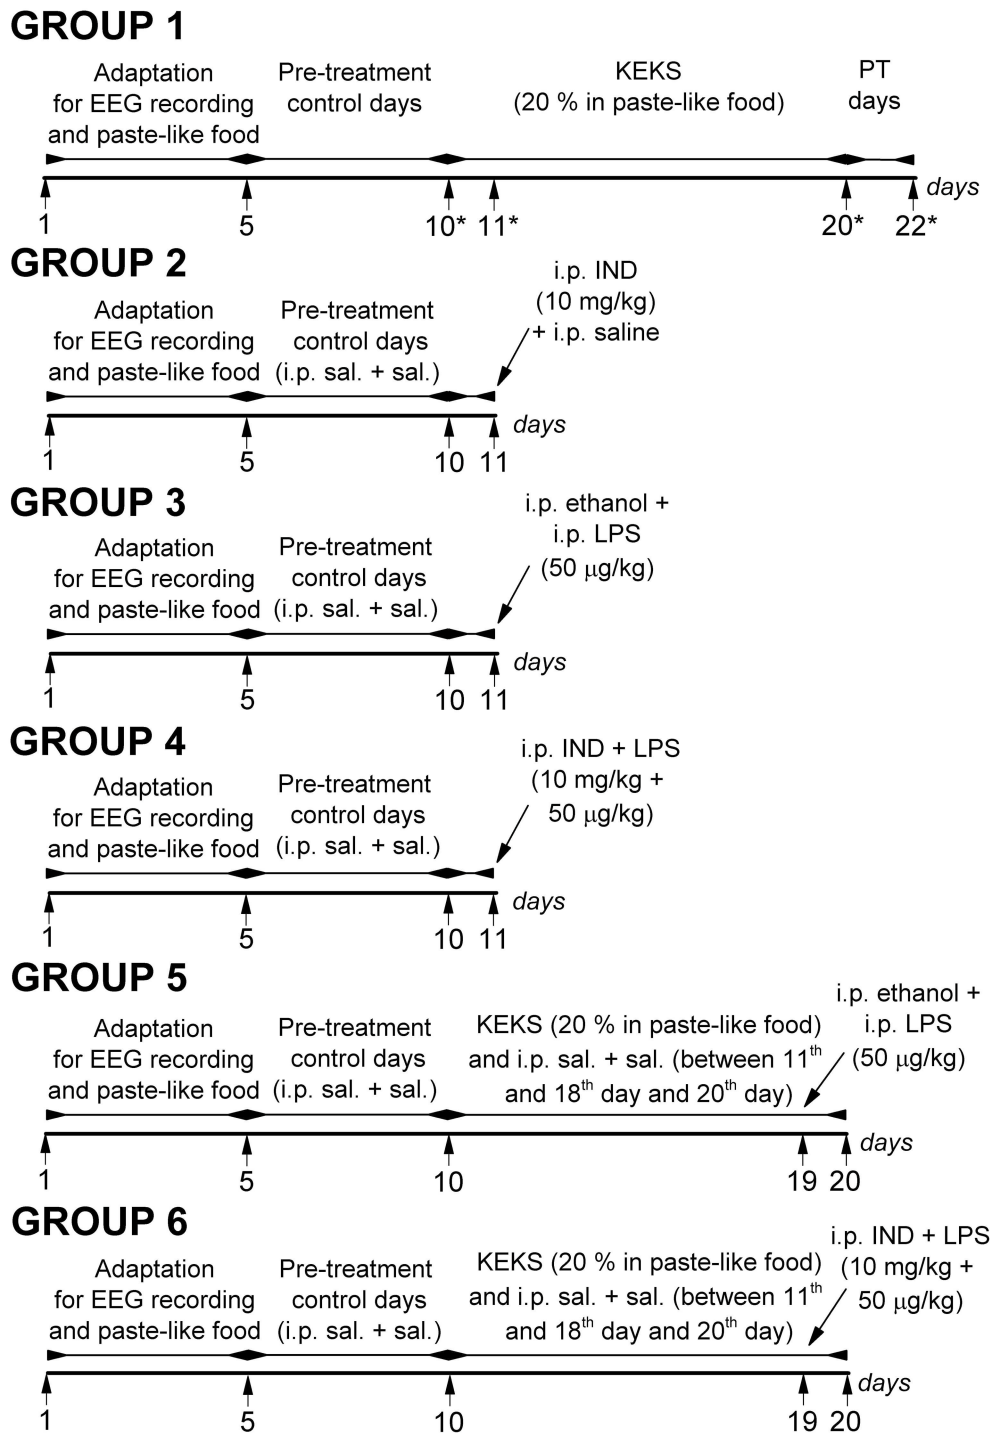 GROUP 1
Adaptation
for EEG recording
and paste-like food
Pre-treatment
control days
KEKS
(20 % in paste-like food)
PT
days
days
1
5
10*
11*
20*
22*
GROUP 2
Adaptation
for EEG recording
and paste-like food
Pre-treatment
control days
(i.p. sal. + sal.)
i.p. IND
(10 mg/kg)
+ i.p. saline
days
1
5
10
11
GROUP 3
Adaptation
for EEG recording
and paste-like food
Pre-treatment
control days
(i.p. sal. + sal.)
i.p. ethanol +
i.p. LPS
(50 µg/kg)
days
1
5
10
11
GROUP 4
Adaptation
for EEG recording
and paste-like food
Pre-treatment
control days
(i.p. sal. + sal.)
i.p. IND + LPS
(10 mg/kg +
50 µg/kg)
days
1
5
10
11
GROUP 5
Adaptation
for EEG recording
and paste-like food
Pre-treatment
control days
(i.p. sal. + sal.)
KEKS (20 % in paste-like food)
and i.p. sal. + sal. (between 11th
and 18th day and 20th day)
i.p. ethanol +
i.p. LPS
(50 µg/kg)
days
1
5
10
19
20
GROUP 6
Adaptation
for EEG recording
and paste-like food
Pre-treatment
control days
(i.p. sal. + sal.)
KEKS (20 % in paste-like food)
and i.p. sal. + sal. (between 11th
and 18th day and 20th day)
i.p. IND + LPS
(10 mg/kg +
50 µg/kg)
days
1
5
10
19
20